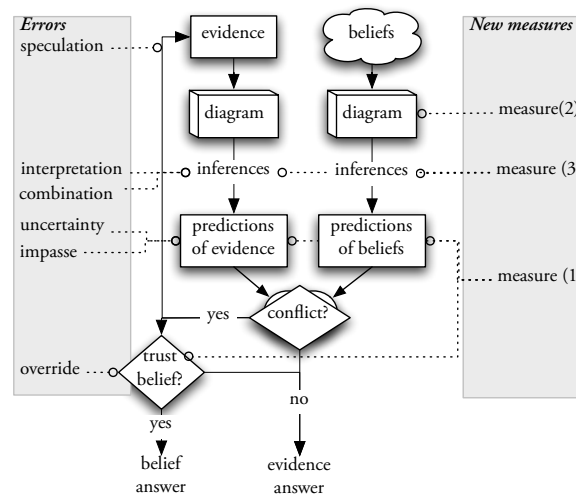 Errors
evidence
beliefs
New measures
speculation
diagram
diagram
measure(2)
interpretation
inferences
inferences
measure (3
combination
uncertainty
predictions
of evidence
predictions
of beliefs
impasse
measure (1
yes
conflict?
override
trust
belief?
no
yes
belief
answer
evidence
answer